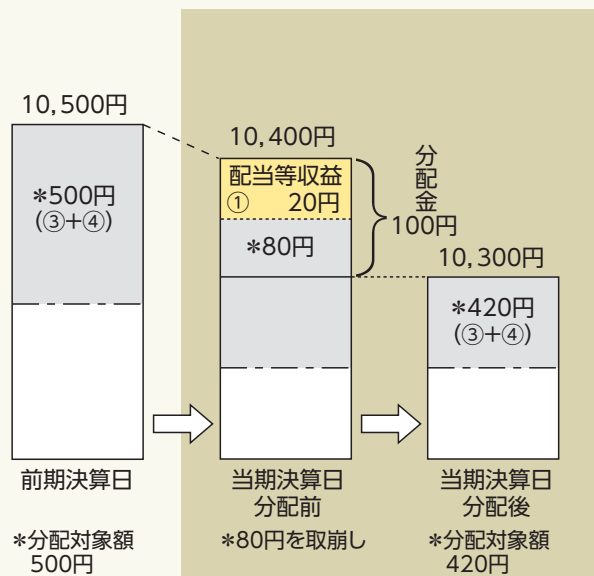 10,500円
*500円
(③+④)
前期決算日
*分配対象額
500円
10,400円
配当等収益
① 20円
*80円
分配金
100円
当期決算日
分配前
*80円を取崩し
10,300円
*420円
(③+④)
当期決算日
分配後
*分配対象額
420円